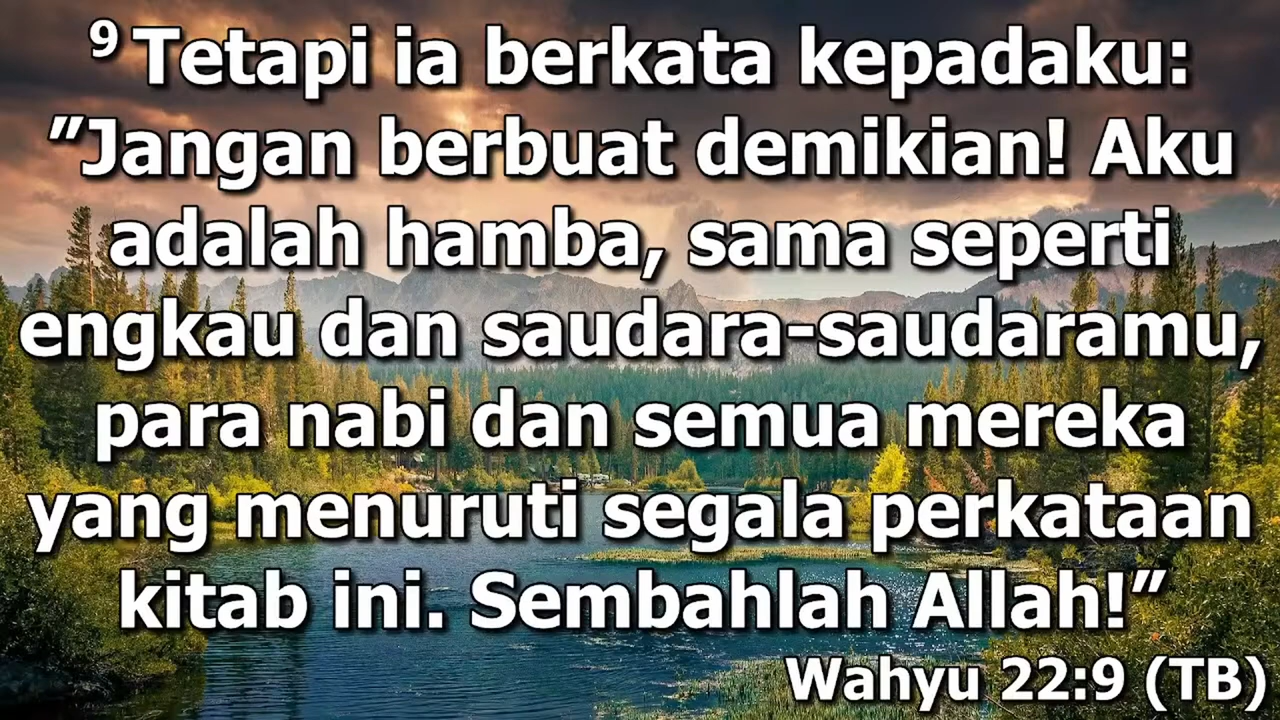 ⁹ Tetapi ia berkata kepadaku:
"Jangan berbuat demikian! Aku
adalah hamba, sama seperti
engkau dan saudara-saudaramu,
para nabi dan semua mereka
yang menuruti segala perkataan
kitab ini. Sembahlah Allah!"
Wahyu 22:9 (TB)